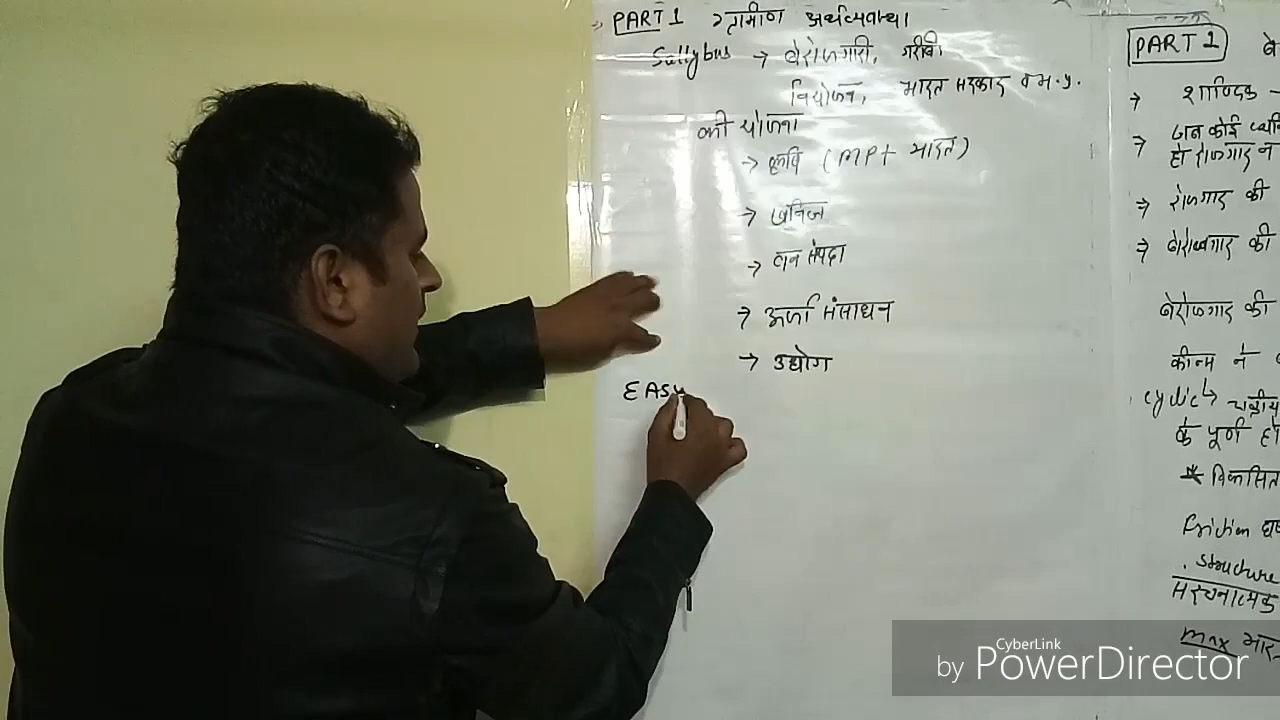 PART 1 ग्रामीण अर्थव्यवस्था
Sallybus → बेरोजगारी, गरीबी
नियोजन, भारत सरकार व म.प्र.
की योजना
→ कृषि (MP+ भारत)
→ खनिज
→ वन संपदा
→ ऊर्जा संसाधन
→ उद्योग
EASY
PART 1 बे
→ शाब्दिक -
→ जब कोई व्यक्ति
हो रोजगार न
→ रोजगार की
→ बेरोजगार की
बेरोजगार की
कीन्स ने
cyclic↳ चक्रीय
के पूर्ण हो
* विकसित
friction घ
. structure
संरचनात्मक
max भार
CyberLink
by PowerDirector